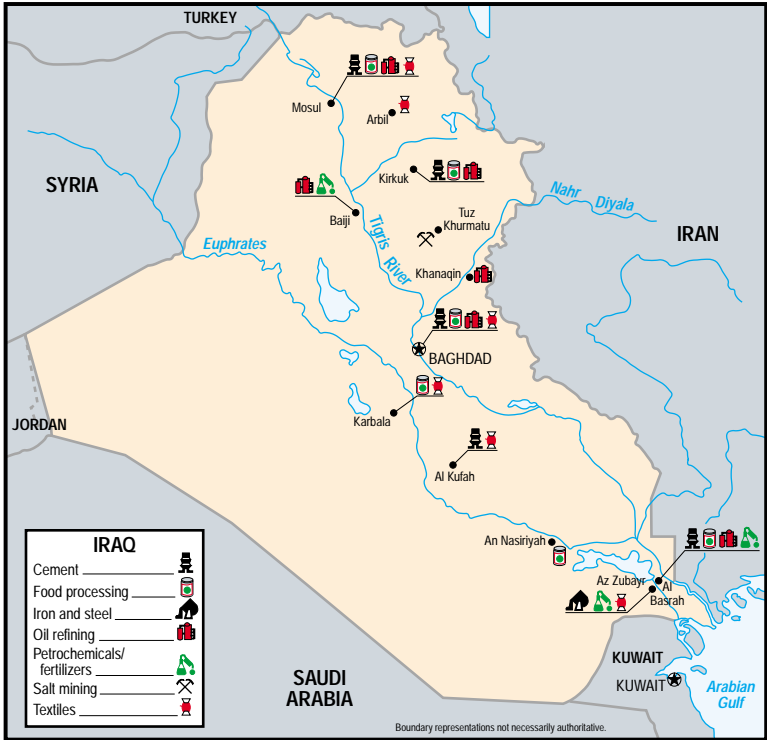 TURKEY
Mosul
Arbil
SYRIA
Kirkuk
Nahr Diyala
Baiji
Tuz
Khurmatu
Tigris River
Euphrates
IRAN
Khanaqin
BAGHDAD
Karbala
JORDAN
Al Kufah
An Nasiriyah
Az Zubayr
Al
Basrah
IRAQ
Cement
Food processing
Iron and steel
Oil refining
Petrochemicals/
fertilizers
Salt mining
Textiles
SAUDI
ARABIA
KUWAIT
KUWAIT
Arabian
Gulf
Boundary representations not necessarily authoritative.